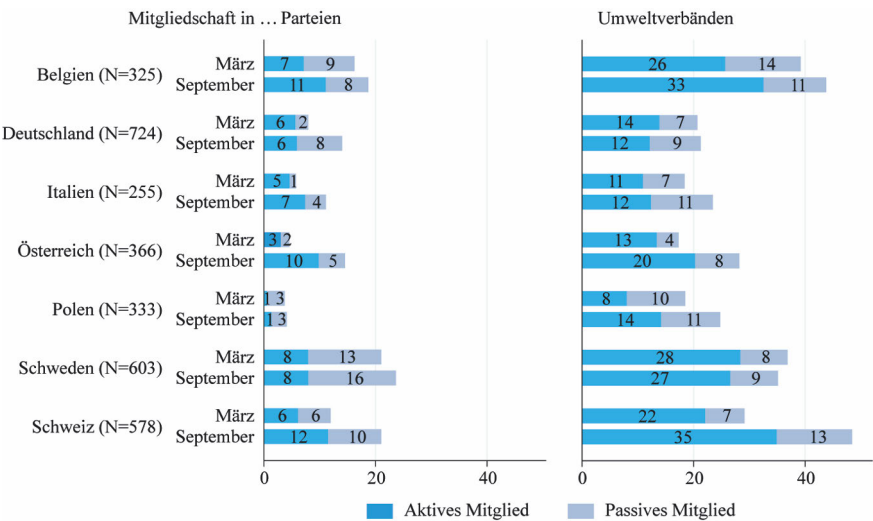 Mitgliedschaft in … Parteien Umweltverbänden
März 7 9 26 14
Belgien (N=325)
September 11 8 33 11
März 6 2 14 7
Deutschland (N=724)
September 6 8 12 9
März 5 1 11 7
Italien (N=255)
September 7 4 12 11
März 3 2 13 4
Österreich (N=366)
September 10 5 20 8
März 1 3 8 10
Polen (N=333)
September 1 3 14 11
März 8 13 28 8
Schweden (N=603)
September 8 16 27 9
März 6 6 22 7
Schweiz (N=578)
September 12 10 35 13
0 20 40 0 20 40
Aktives Mitglied Passives Mitglied